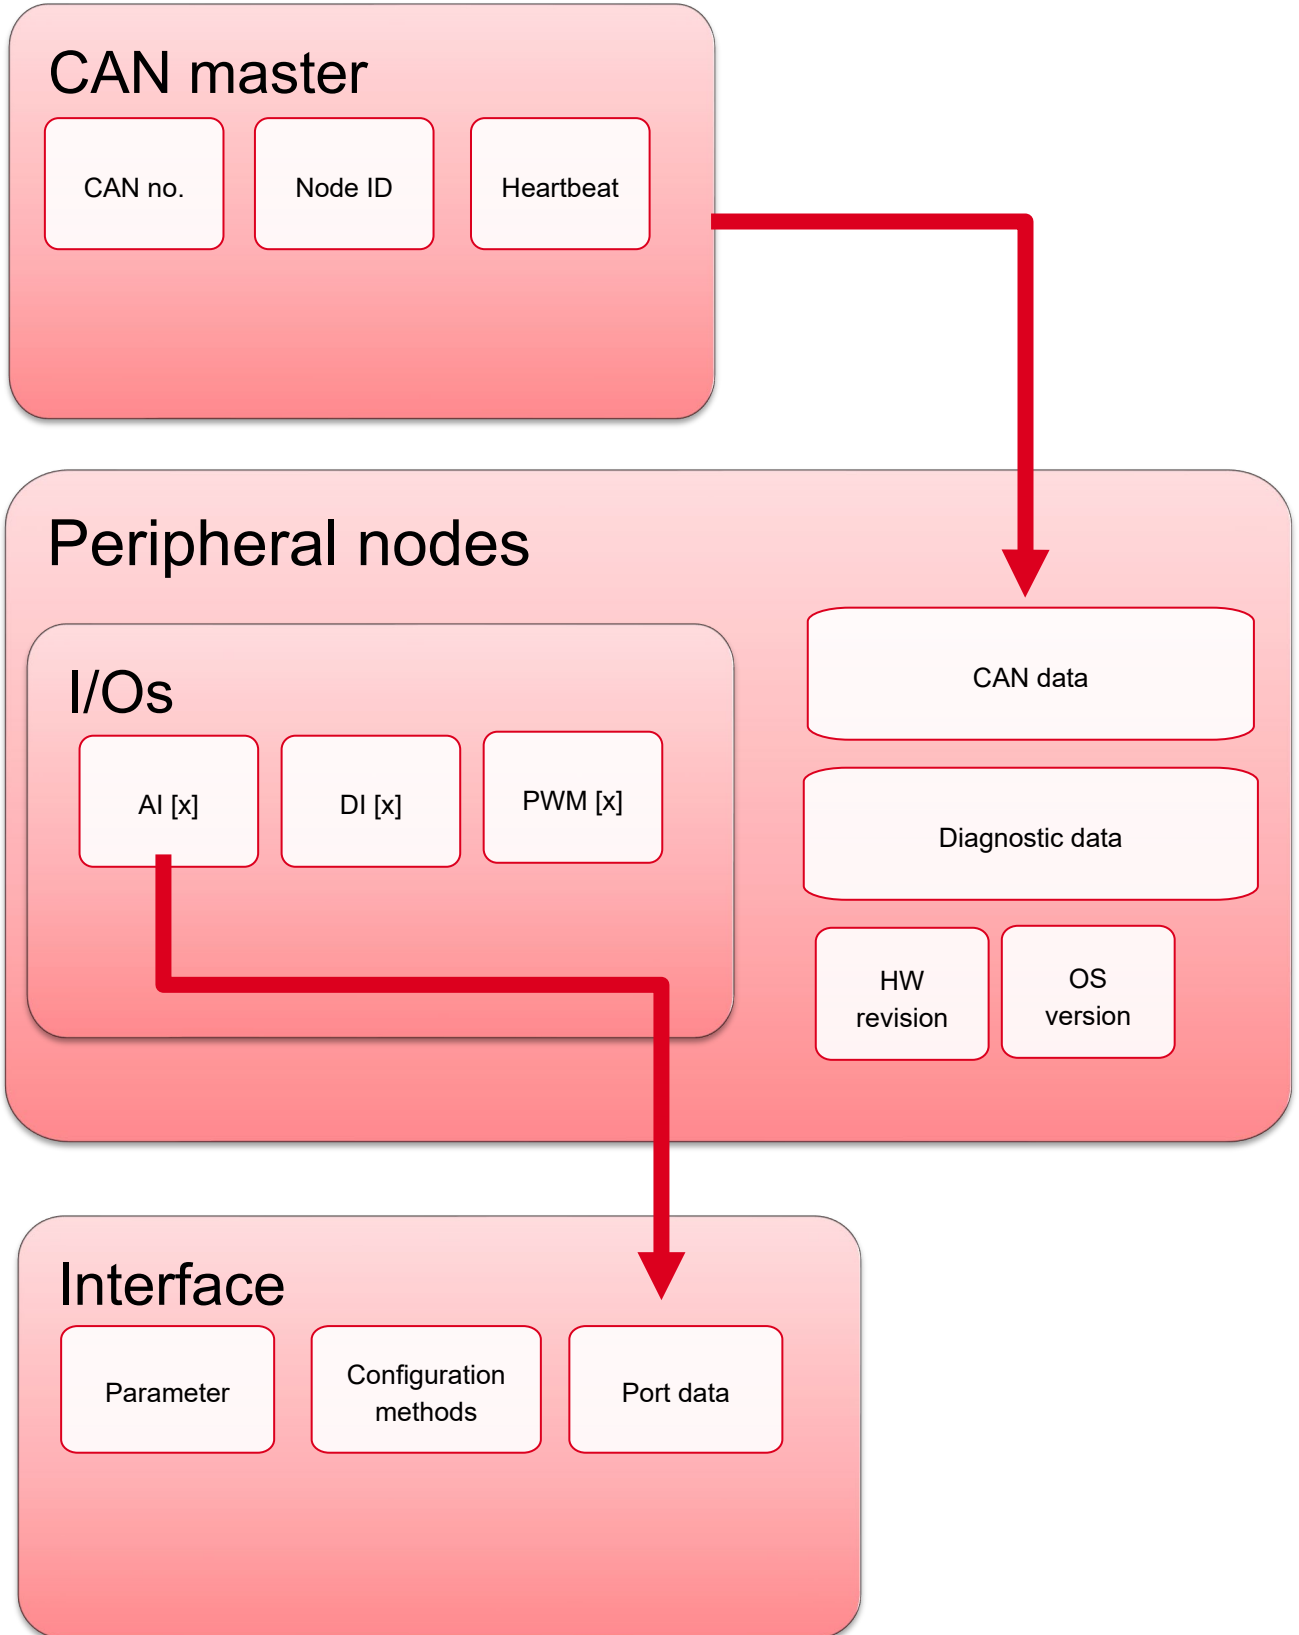 CAN master
CAN no.
Node ID
Heartbeat
Peripheral nodes
I/Os
AI [x]
DI [x]
PWM [x]
CAN data
Diagnostic data
HW
revision
OS
version
Interface
Parameter
Configuration
methods
Port data